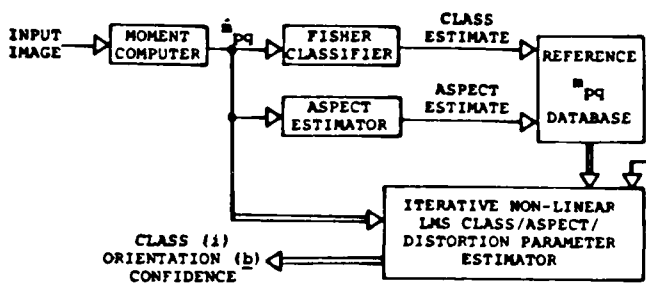 INPUT
IMAGE
MOMENT
COMPUTER
m̂pq
FISHER
CLASSIFIER
CLASS
ESTIMATE
ASPECT
ESTIMATOR
ASPECT
ESTIMATE
REFERENCE
mpq
DATABASE
ITERATIVE NON-LINEAR
LMS CLASS/ASPECT/
DISTORTION PARAMETER
ESTIMATOR
CLASS (i)
ORIENTATION (b)
CONFIDENCE